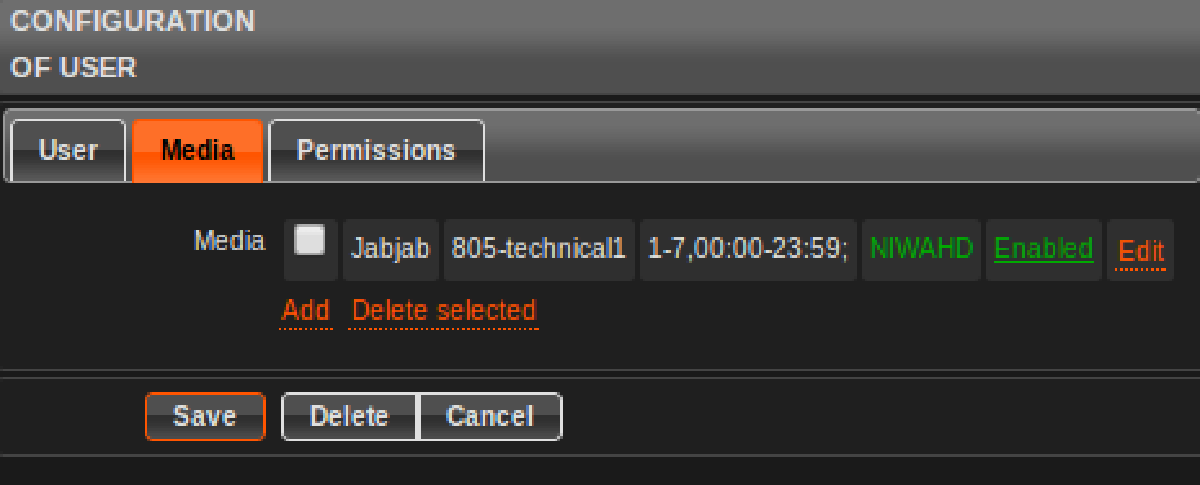 CONFIGURATION
OF USER
User Media Permissions
Media Jabjab 805-technical1 1-7,00:00-23:59; NIWAHD Enabled Edit
Add Delete selected
Save Delete Cancel